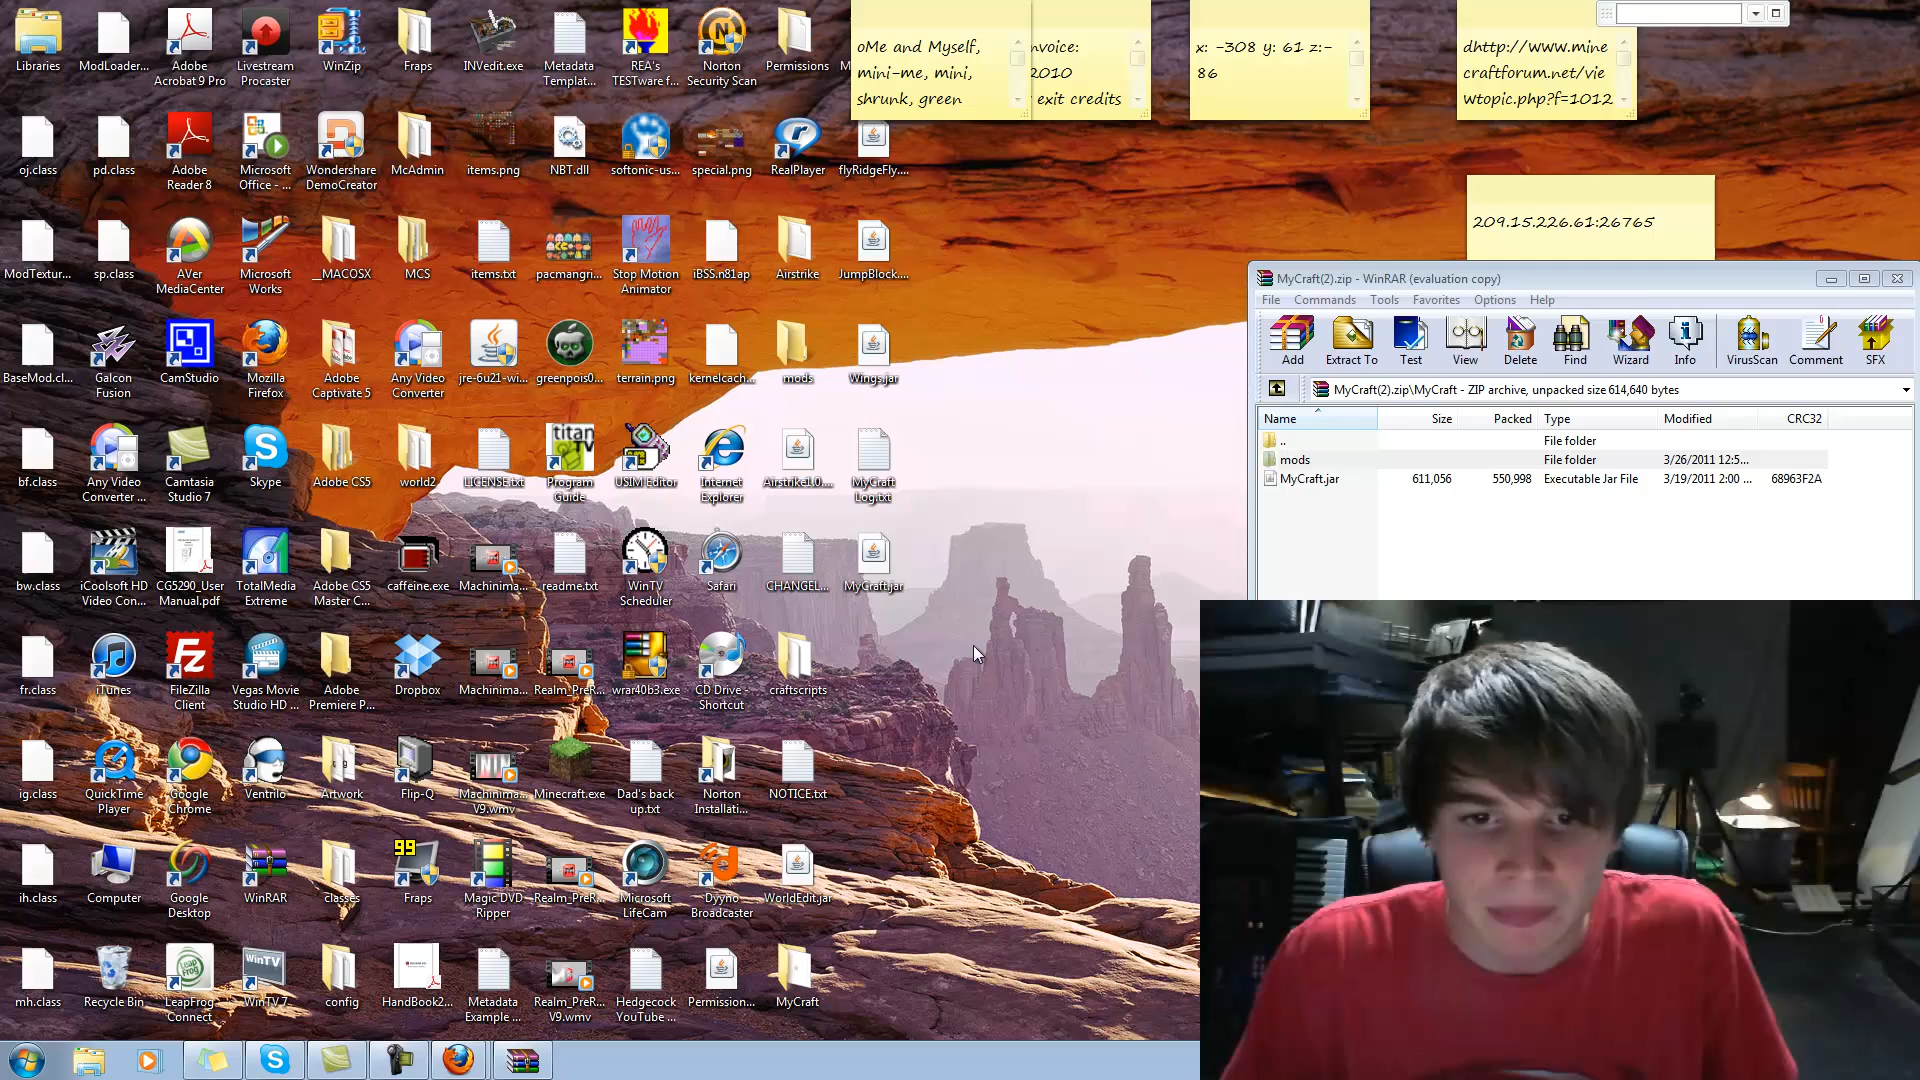 Libraries
ModLoader...
Adobe
Acrobat 9 Pro
Livestream
Procaster
WinZip
Fraps
INVedit.exe
Metadata
Templat...
REA's
TESTware f...
Norton
Security Scan
Permissions
oj.class
pd.class
Adobe
Reader 8
Microsoft
Office - ...
Wondershare
DemoCreator
McAdmin
items.png
NBT.dll
softonic-us...
special.png
RealPlayer
flyRidgeFly....
ModTextur...
sp.class
AVer
MediaCenter
Microsoft
Works
__MACOSX
MCS
items.txt
pacmangri...
Stop Motion
Animator
iBSS.n81ap
Airstrike
JumpBlock....
BaseMod.cl...
Galcon
Fusion
CamStudio
Mozilla
Firefox
Adobe
Captivate 5
Any Video
Converter
jre-6u21-wi...
greenpois0...
terrain.png
kernelcach...
mods
Wings.jar
bf.class
Any Video
Converter ...
Camtasia
Studio 7
Skype
Adobe CS5
world2
LICENSE.txt
titan
TV
Program
Guide
USIM Editor
Internet
Explorer
Airstrike1.0....
MyCraft
Log.txt
bw.class
iCoolsoft HD
Video Con...
CG5290_User
Manual.pdf
TotalMedia
Extreme
Adobe CS5
Master C...
caffeine.exe
Machinima...
readme.txt
WinTV
Scheduler
Safari
CHANGEL...
MyCraft.jar
fr.class
iTunes
FileZilla
Client
Vegas Movie
Studio HD ...
Adobe
Premiere P...
Dropbox
Machinima...
Realm_PreR...
wrar40b3.exe
CD Drive -
Shortcut
craftscripts
ig.class
QuickTime
Player
Google
Chrome
Ventrilo
Artwork
Flip-Q
Machinima...
V9.wmv
Minecraft.exe
Dad's back
up.txt
Norton
Installati...
NOTICE.txt
ih.class
Computer
Google
Desktop
WinRAR
classes
99
Fraps
Magic DVD
Ripper
Realm_PreR...
Microsoft
LifeCam
Dyyno
Broadcaster
WorldEdit.jar
mh.class
Recycle Bin
LeapFrog
Connect
WinTV
WinTV 7
config
HandBook2...
Metadata
Example ...
Realm_PreR...
V9.wmv
Hedgecock
YouTube ...
Permission...
MyCraft
oMe and Myself,
mini-me, mini,
shrunk, green
nvoice:
2010
exit credits
x: -308 y: 61 z:-
86
dhttp://www.mine
craftforum.net/vie
wtopic.php?f=1012
209.15.226.61:26765
MyCraft(2).zip - WinRAR (evaluation copy)
File Commands Tools Favorites Options Help
Add Extract To Test View Delete Find Wizard Info VirusScan Comment SFX
MyCraft(2).zip\MyCraft - ZIP archive, unpacked size 614,640 bytes
Name Size Packed Type Modified CRC32
.. File folder
mods File folder 3/26/2011 12:5...
MyCraft.jar 611,056 550,998 Executable Jar File 3/19/2011 2:00 ... 68963F2A